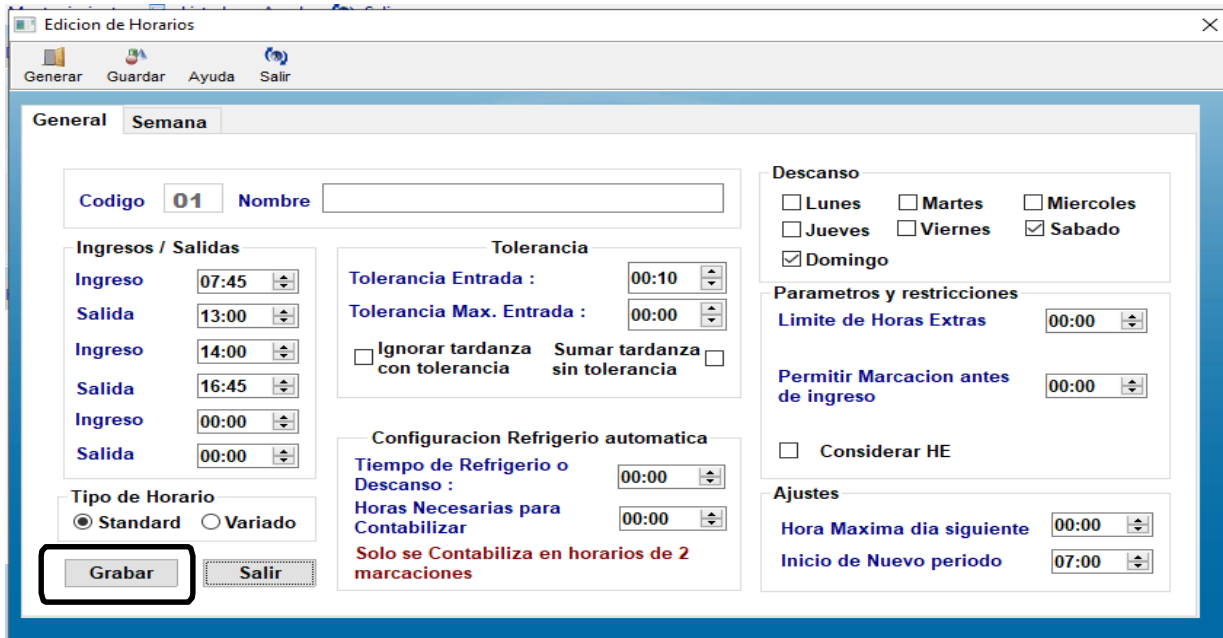 Edicion de Horarios
Generar Guardar Ayuda Salir
General Semana
Codigo 01 Nombre
Ingresos / Salidas
Ingreso 07:45
Salida 13:00
Ingreso 14:00
Salida 16:45
Ingreso 00:00
Salida 00:00
Tipo de Horario
Standard Variado
Grabar Salir
Tolerancia
Tolerancia Entrada : 00:10
Tolerancia Max. Entrada : 00:00
Ignorar tardanza
con tolerancia
Sumar tardanza
sin tolerancia
Configuracion Refrigerio automatica
Tiempo de Refrigerio o
Descanso : 00:00
Horas Necesarias para
Contabilizar 00:00
Solo se Contabiliza en horarios de 2
marcaciones
Descanso
Lunes Martes Miercoles
Jueves Viernes Sabado
Domingo
Parametros y restricciones
Limite de Horas Extras 00:00
Permitir Marcacion antes
de ingreso 00:00
Considerar HE
Ajustes
Hora Maxima dia siguiente 00:00
Inicio de Nuevo periodo 07:00